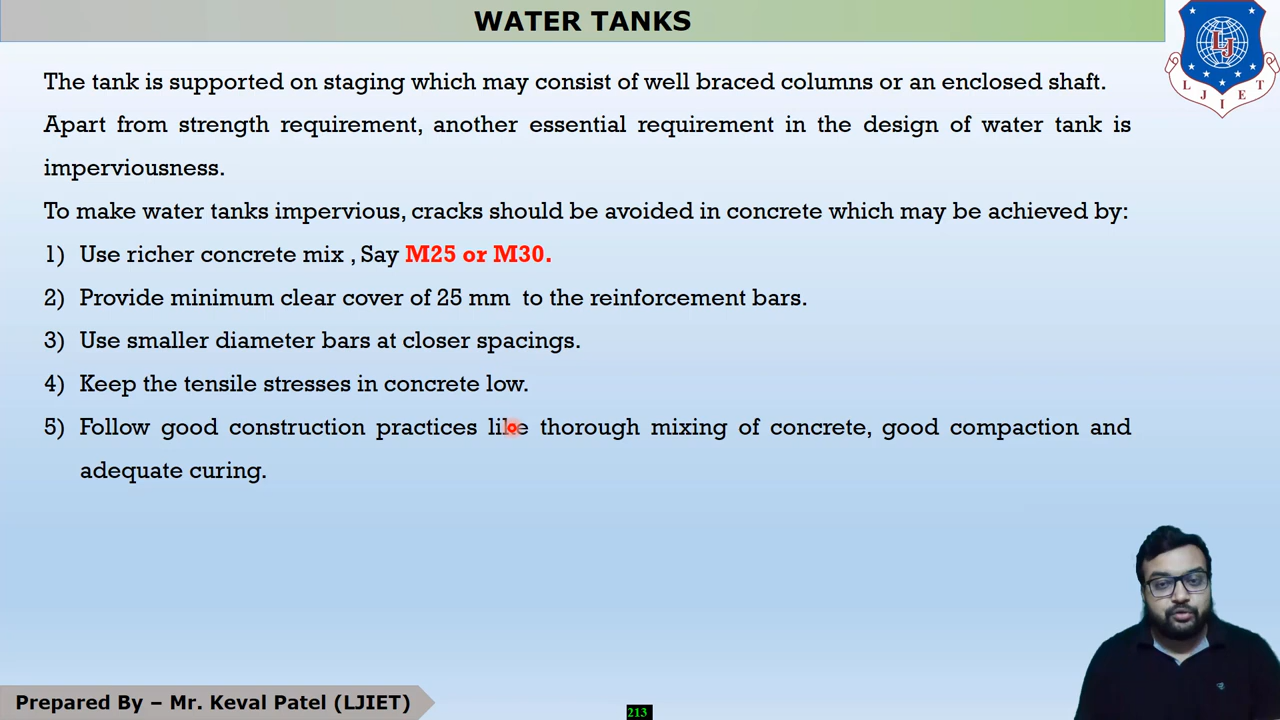 WATER TANKS
The tank is supported on staging which may consist of well braced columns or an enclosed shaft.
Apart from strength requirement, another essential requirement in the design of water tank is
imperviousness.
To make water tanks impervious, cracks should be avoided in concrete which may be achieved by:
1) Use richer concrete mix , Say M25 or M30.
2) Provide minimum clear cover of 25 mm to the reinforcement bars.
3) Use smaller diameter bars at closer spacings.
4) Keep the tensile stresses in concrete low.
5) Follow good construction practices like thorough mixing of concrete, good compaction and
adequate curing.
LJ
L J I E T
Prepared By – Mr. Keval Patel (LJIET)
213